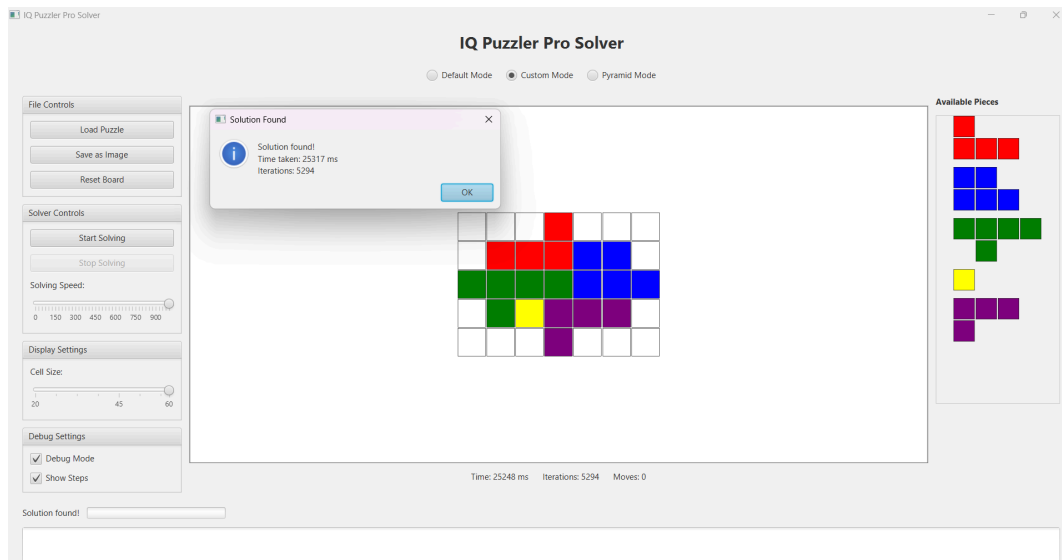 IQ Puzzler Pro Solver
IQ Puzzler Pro Solver
Default Mode Custom Mode Pyramid Mode
File Controls
Load Puzzle
Save as Image
Reset Board
Solver Controls
Start Solving
Stop Solving
Solving Speed:
0 150 300 450 600 750 900
Display Settings
Cell Size:
20 45 60
Debug Settings
Debug Mode
Show Steps
Solution Found
Solution found!
Time taken: 25317 ms
Iterations: 5294
OK
Available Pieces
Time: 25248 ms Iterations: 5294 Moves: 0
Solution found!